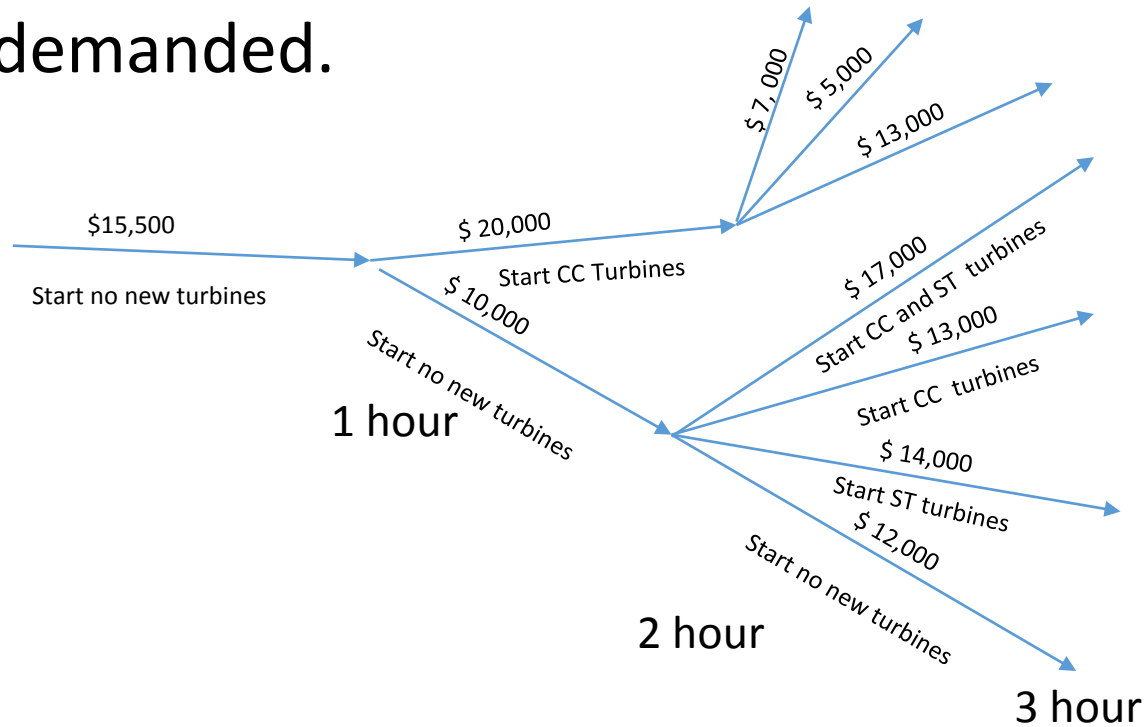 demanded.
$ 7, 000
$ 5,000
$ 13,000
$15,500
Start no new turbines
$ 20,000
Start CC Turbines
$ 10,000
Start no new turbines
1 hour
$ 17,000
Start CC and ST  turbines
$ 13,000
Start CC  turbines
$ 14,000
Start ST turbines
$ 12,000
Start no new turbines
2 hour
3 hour